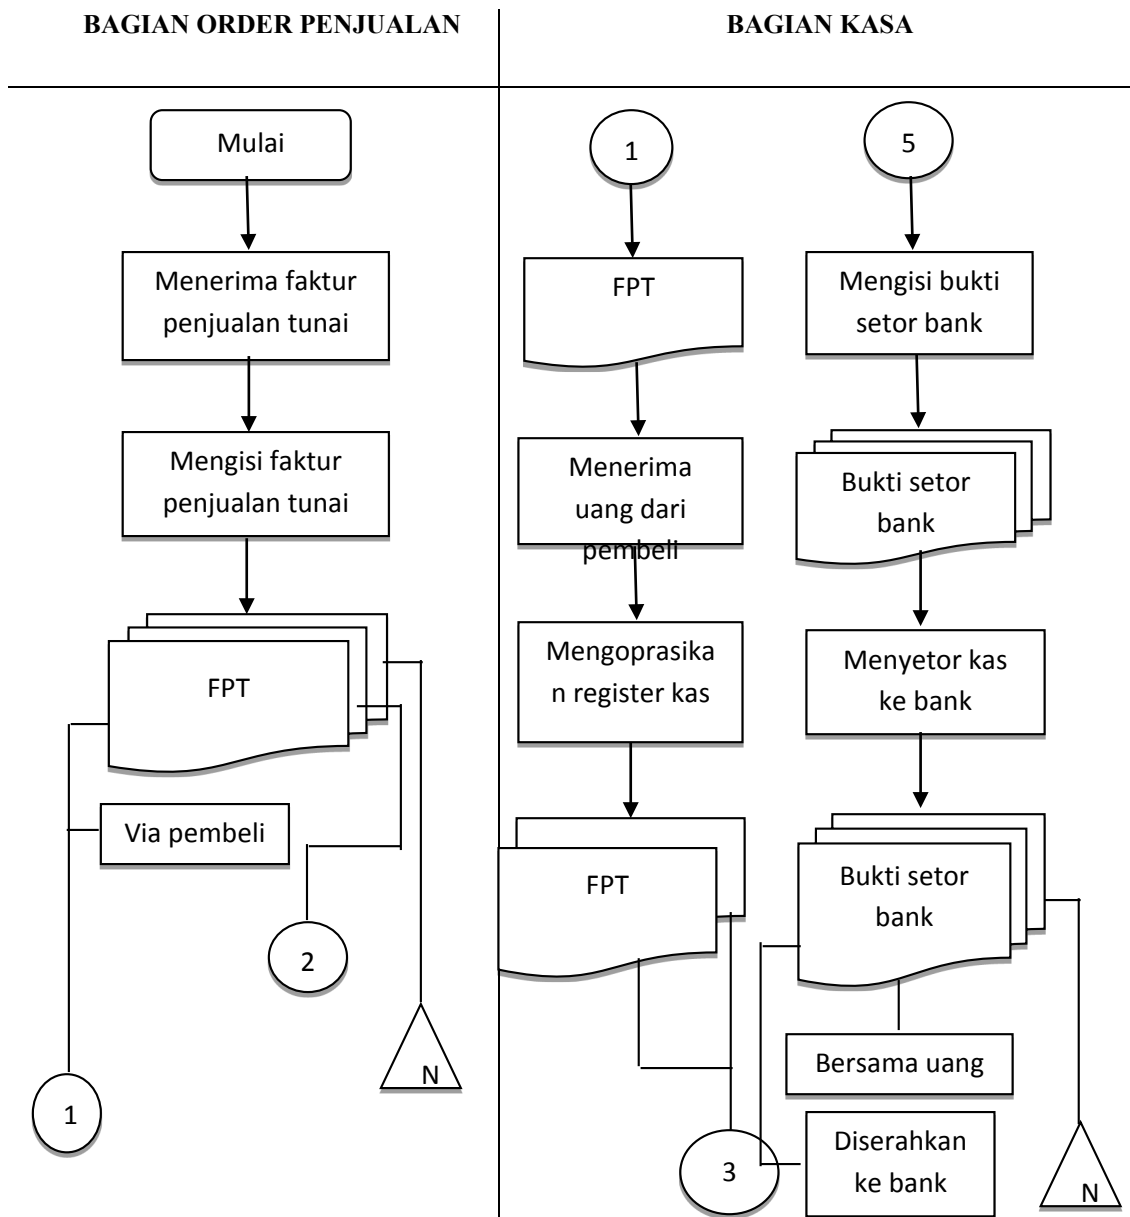 BAGIAN ORDER PENJUALAN
Mulai
Menerima faktur
penjualan tunai
Mengisi faktur
penjualan tunai
FPT
Via pembeli
2
N
1
BAGIAN KASA
1
FPT
Menerima
uang dari
pembeli
Mengoprasika
n register kas
FPT
3
5
Mengisi bukti
setor bank
Bukti setor
bank
Menyetor kas
ke bank
Bukti setor
bank
Bersama uang
Diserahkan
ke bank
N